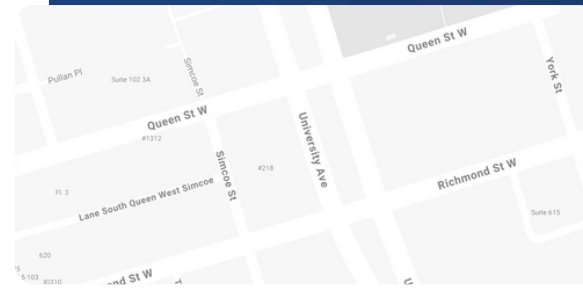 Queen St W
York St
Pullan Pl
Suite 102.3A
Simcoe St
Queen St W
#1312
University Ave
Simcoe St
#218
Richmond St W
Fl. 3
Lane South Queen West Simcoe
Suite 615
620
5-103
nd St W